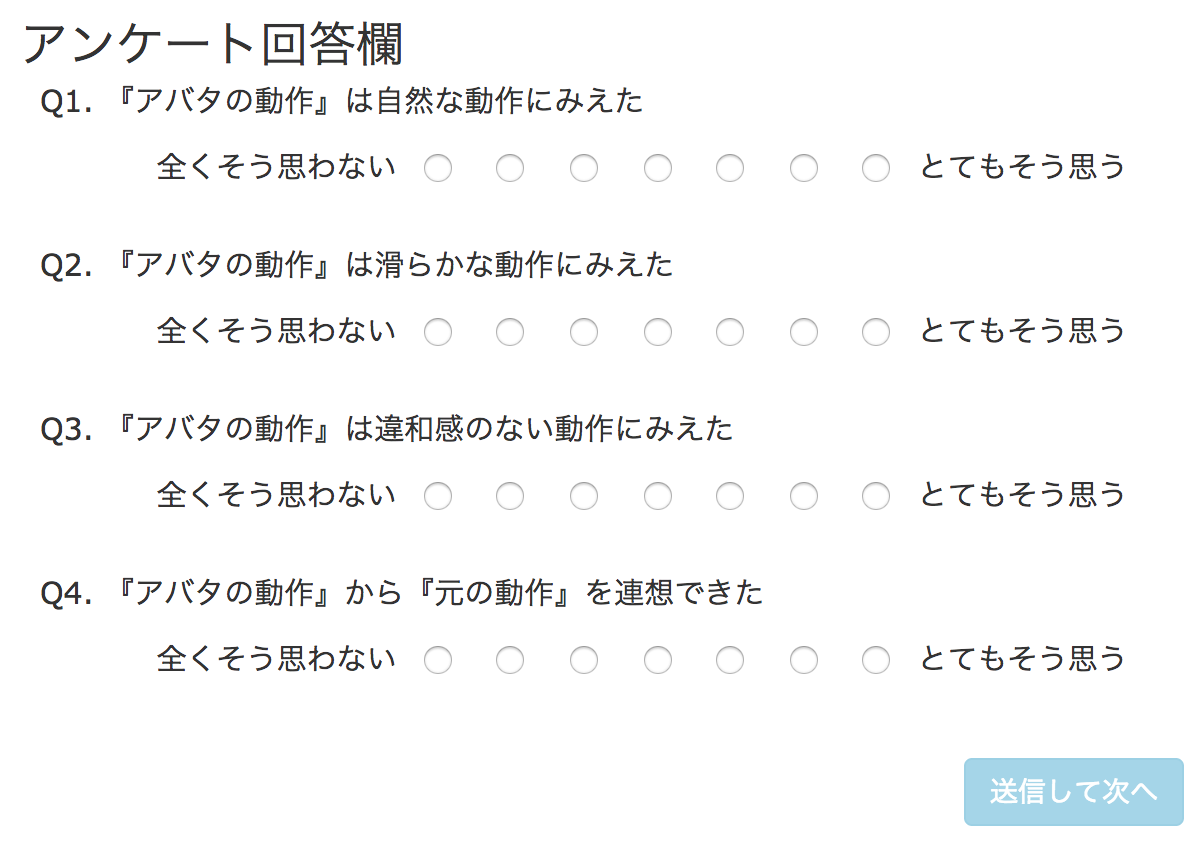 アンケート回答欄
Q1. 『アバタの動作』は自然な動作にみえた
全くそう思わない とてもそう思う
Q2. 『アバタの動作』は滑らかな動作にみえた
全くそう思わない とてもそう思う
Q3. 『アバタの動作』は違和感のない動作にみえた
全くそう思わない とてもそう思う
Q4. 『アバタの動作』から『元の動作』を連想できた
全くそう思わない とてもそう思う
送信して次へ